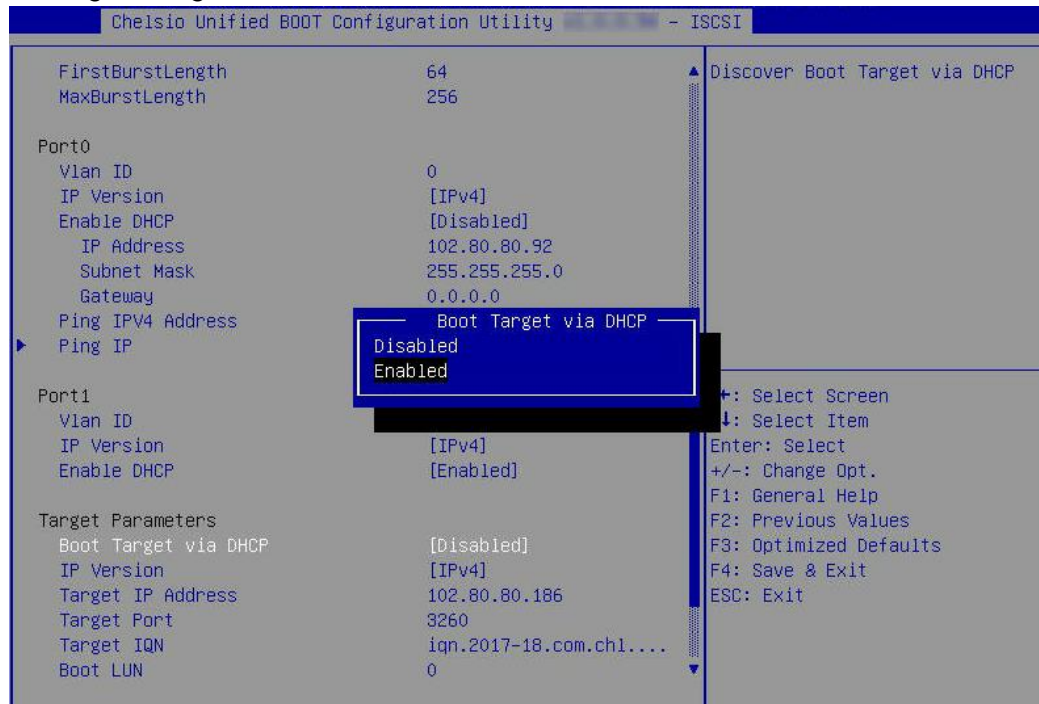 Chelsio Unified BOOT Configuration Utility – ISCSI
FirstBurstLength 64
MaxBurstLength 256
Port0
Vlan ID 0
IP Version [IPv4]
Enable DHCP [Disabled]
IP Address 102.80.80.92
Subnet Mask 255.255.255.0
Gateway 0.0.0.0
Ping IPV4 Address
Ping IP
Boot Target via DHCP
Disabled
Enabled
Port1
Vlan ID
IP Version [IPv4]
Enable DHCP [Enabled]
Target Parameters
Boot Target via DHCP [Disabled]
IP Version [IPv4]
Target IP Address 102.80.80.186
Target Port 3260
Target IQN iqn.2017-18.com.chl....
Boot LUN 0
Discover Boot Target via DHCP
: Select Screen
: Select Item
Enter: Select
+/-: Change Opt.
F1: General Help
F2: Previous Values
F3: Optimized Defaults
F4: Save & Exit
ESC: Exit